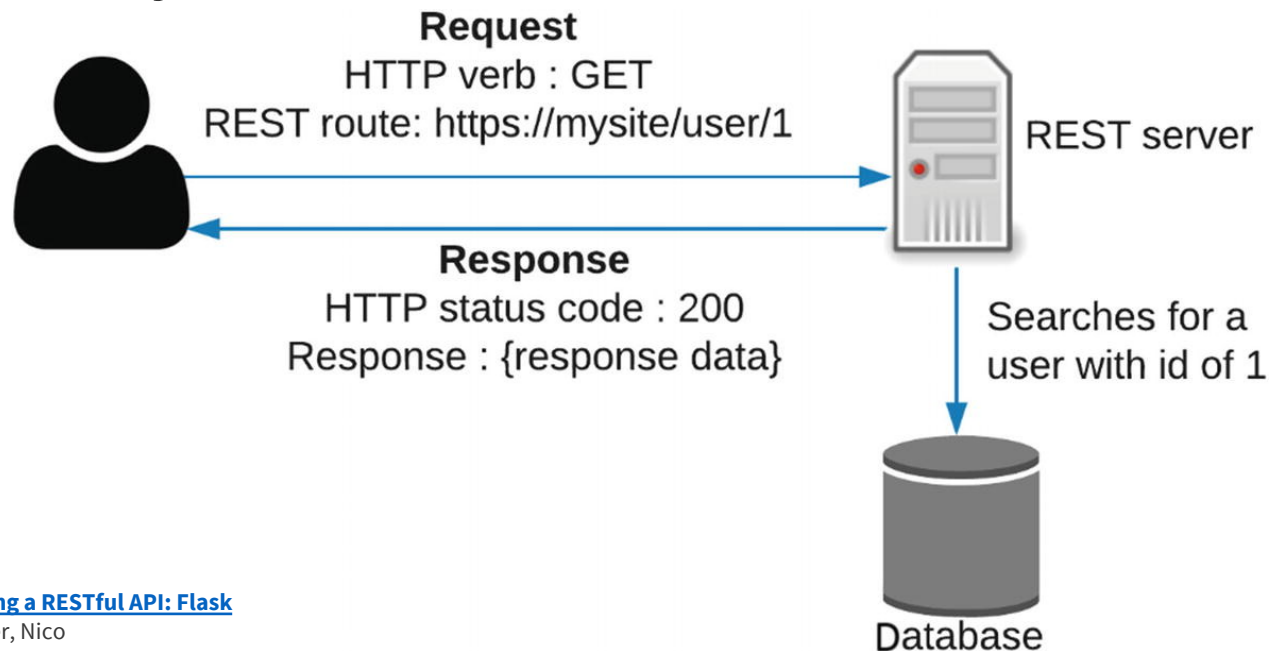 Request
HTTP verb : GET
REST route: https://mysite/user/1
REST server
Response
HTTP status code : 200
Response : {response data}
Searches for a
user with id of 1
ng a RESTful API: Flask
r, Nico
Database